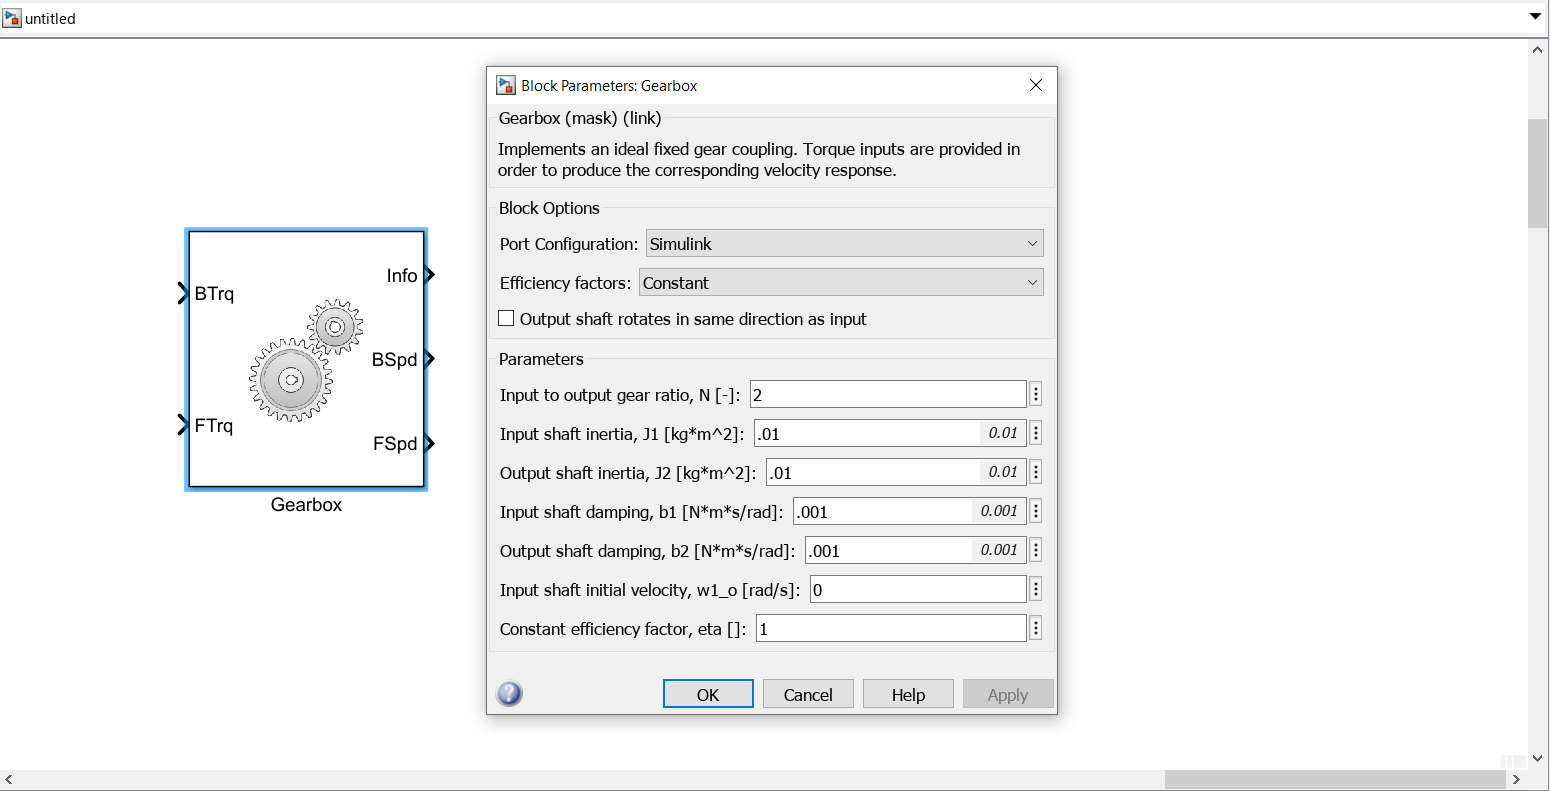 untitled
Block Parameters: Gearbox
Gearbox (mask) (link)
Implements an ideal fixed gear coupling. Torque inputs are provided in
order to produce the corresponding velocity response.
Block Options
Port Configuration: Simulink
Efficiency factors: Constant
Output shaft rotates in same direction as input
Parameters
Input to output gear ratio, N [-]: 2
Input shaft inertia, J1 [kg*m^2]: .01 0.01
Output shaft inertia, J2 [kg*m^2]: .01 0.01
Input shaft damping, b1 [N*m*s/rad]: .001 0.001
Output shaft damping, b2 [N*m*s/rad]: .001 0.001
Input shaft initial velocity, w1_o [rad/s]: 0
Constant efficiency factor, eta []: 1
OK Cancel Help Apply
Info
BTrq
BSpd
FTrq
FSpd
Gearbox